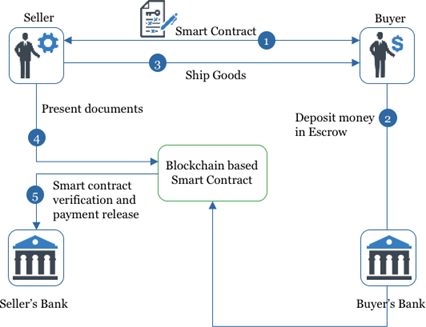 Seller
Buyer
Smart Contract
1
3
Ship Goods
Present documents
4
Deposit money
in Escrow
2
Blockchain based
Smart Contract
5
Smart contract
verification and
payment release
Seller's Bank
Buyer's Bank